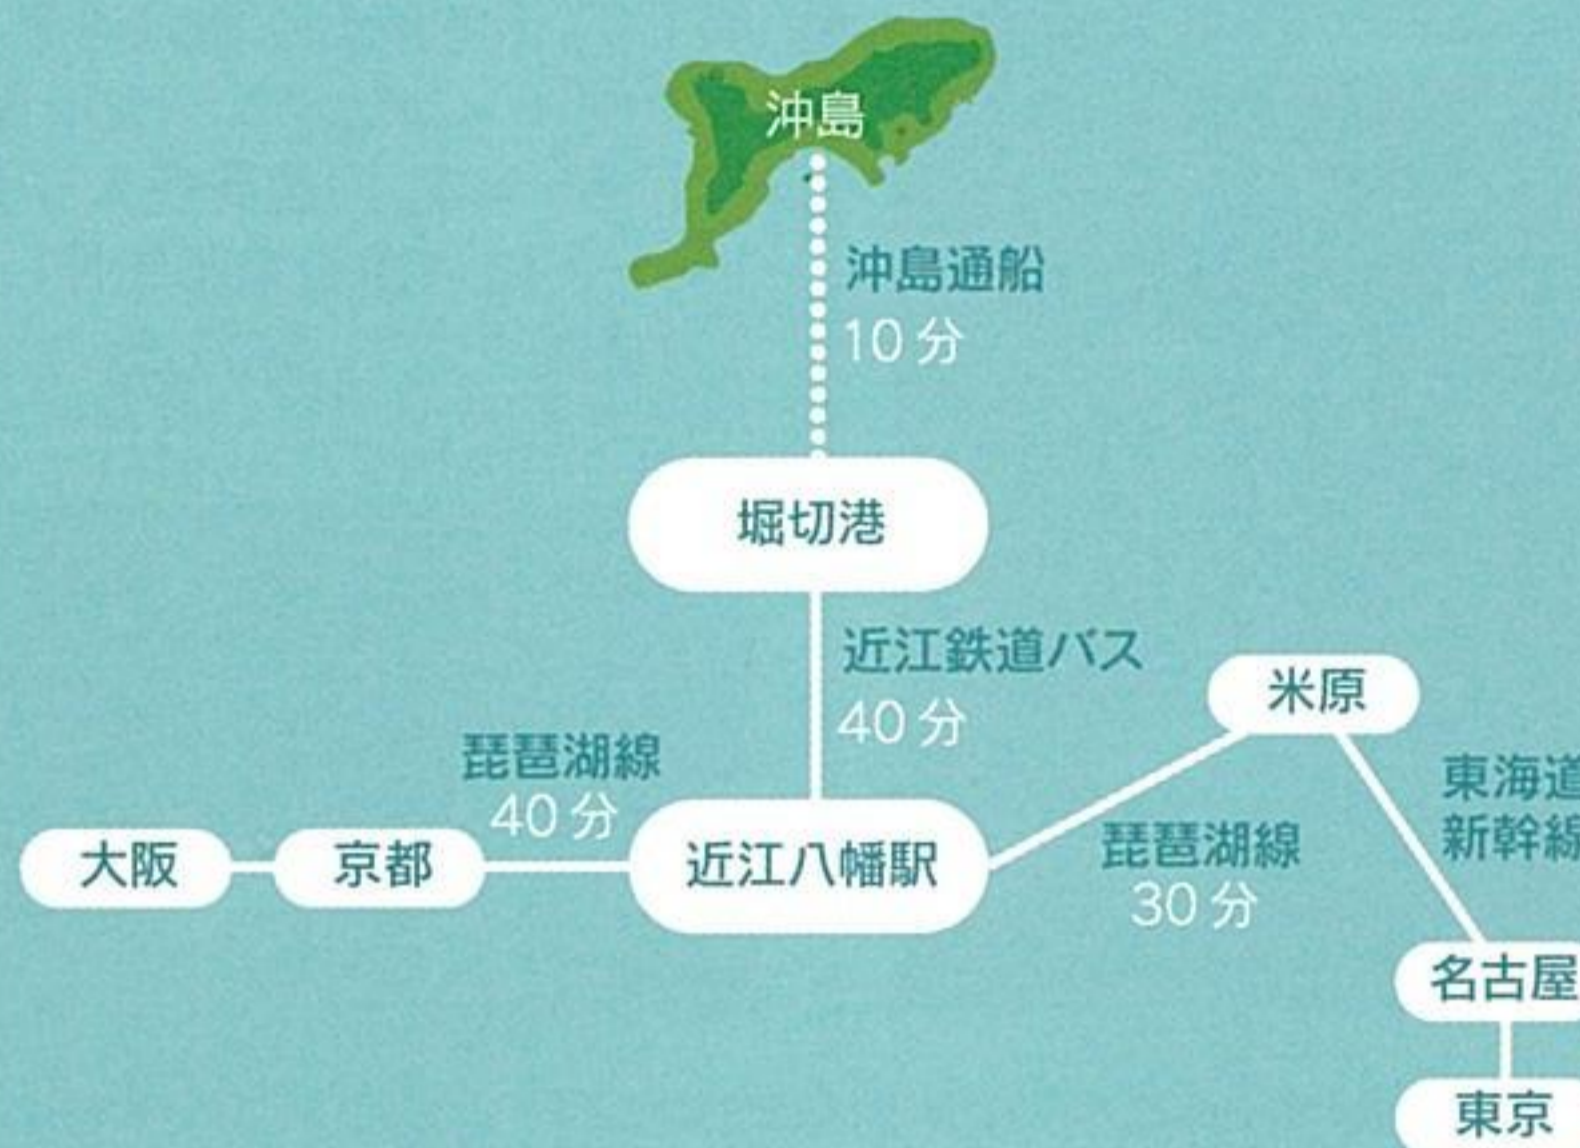 沖島
沖島通船
10分
堀切港
近江鉄道バス
40分
米原
琵琶湖線
40分
東海道
新幹線
大阪
京都
近江八幡駅
琵琶湖線
30分
名古屋
東京